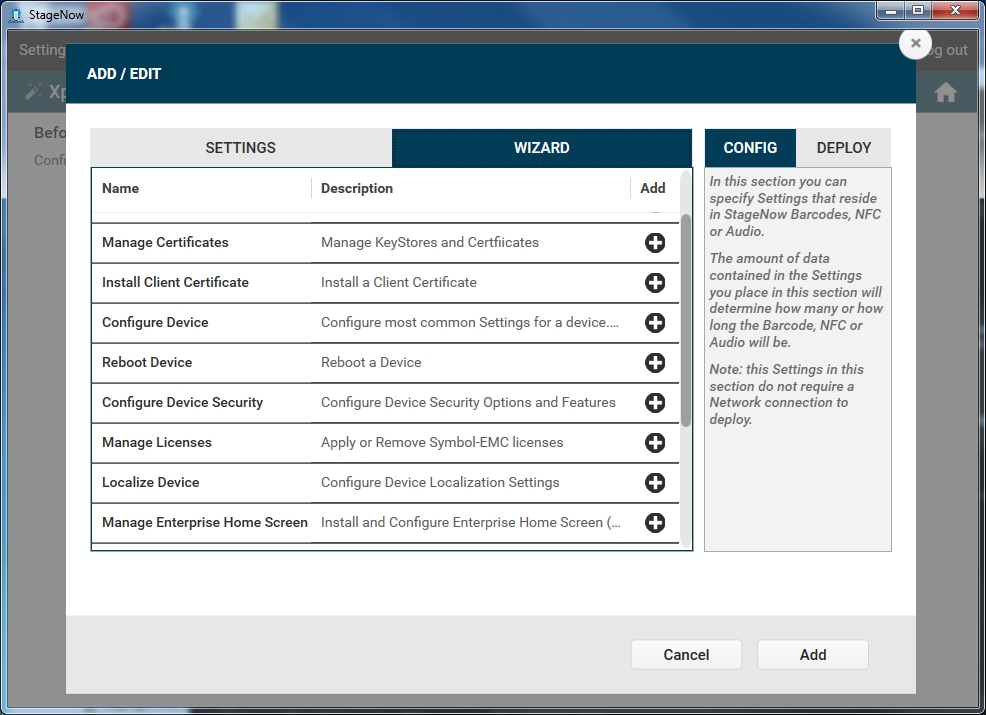 StageNow
Setting
og out
Xp
Befo
Confi
ADD / EDIT
SETTINGS
WIZARD
CONFIG
DEPLOY
Name Description Add
Manage Certificates Manage KeyStores and Certfiicates
Install Client Certificate Install a Client Certificate
Configure Device Configure most common Settings for a device....
Reboot Device Reboot a Device
Configure Device Security Configure Device Security Options and Features
Manage Licenses Apply or Remove Symbol-EMC licenses
Localize Device Configure Device Localization Settings
Manage Enterprise Home Screen Install and Configure Enterprise Home Screen (...
In this section you can
specify Settings that reside
in StageNow Barcodes, NFC
or Audio.
The amount of data
contained in the Settings
you place in this section will
determine how many or how
long the Barcode, NFC or
Audio will be.
Note: this Settings in this
section do not require a
Network connection to
deploy.
Cancel
Add